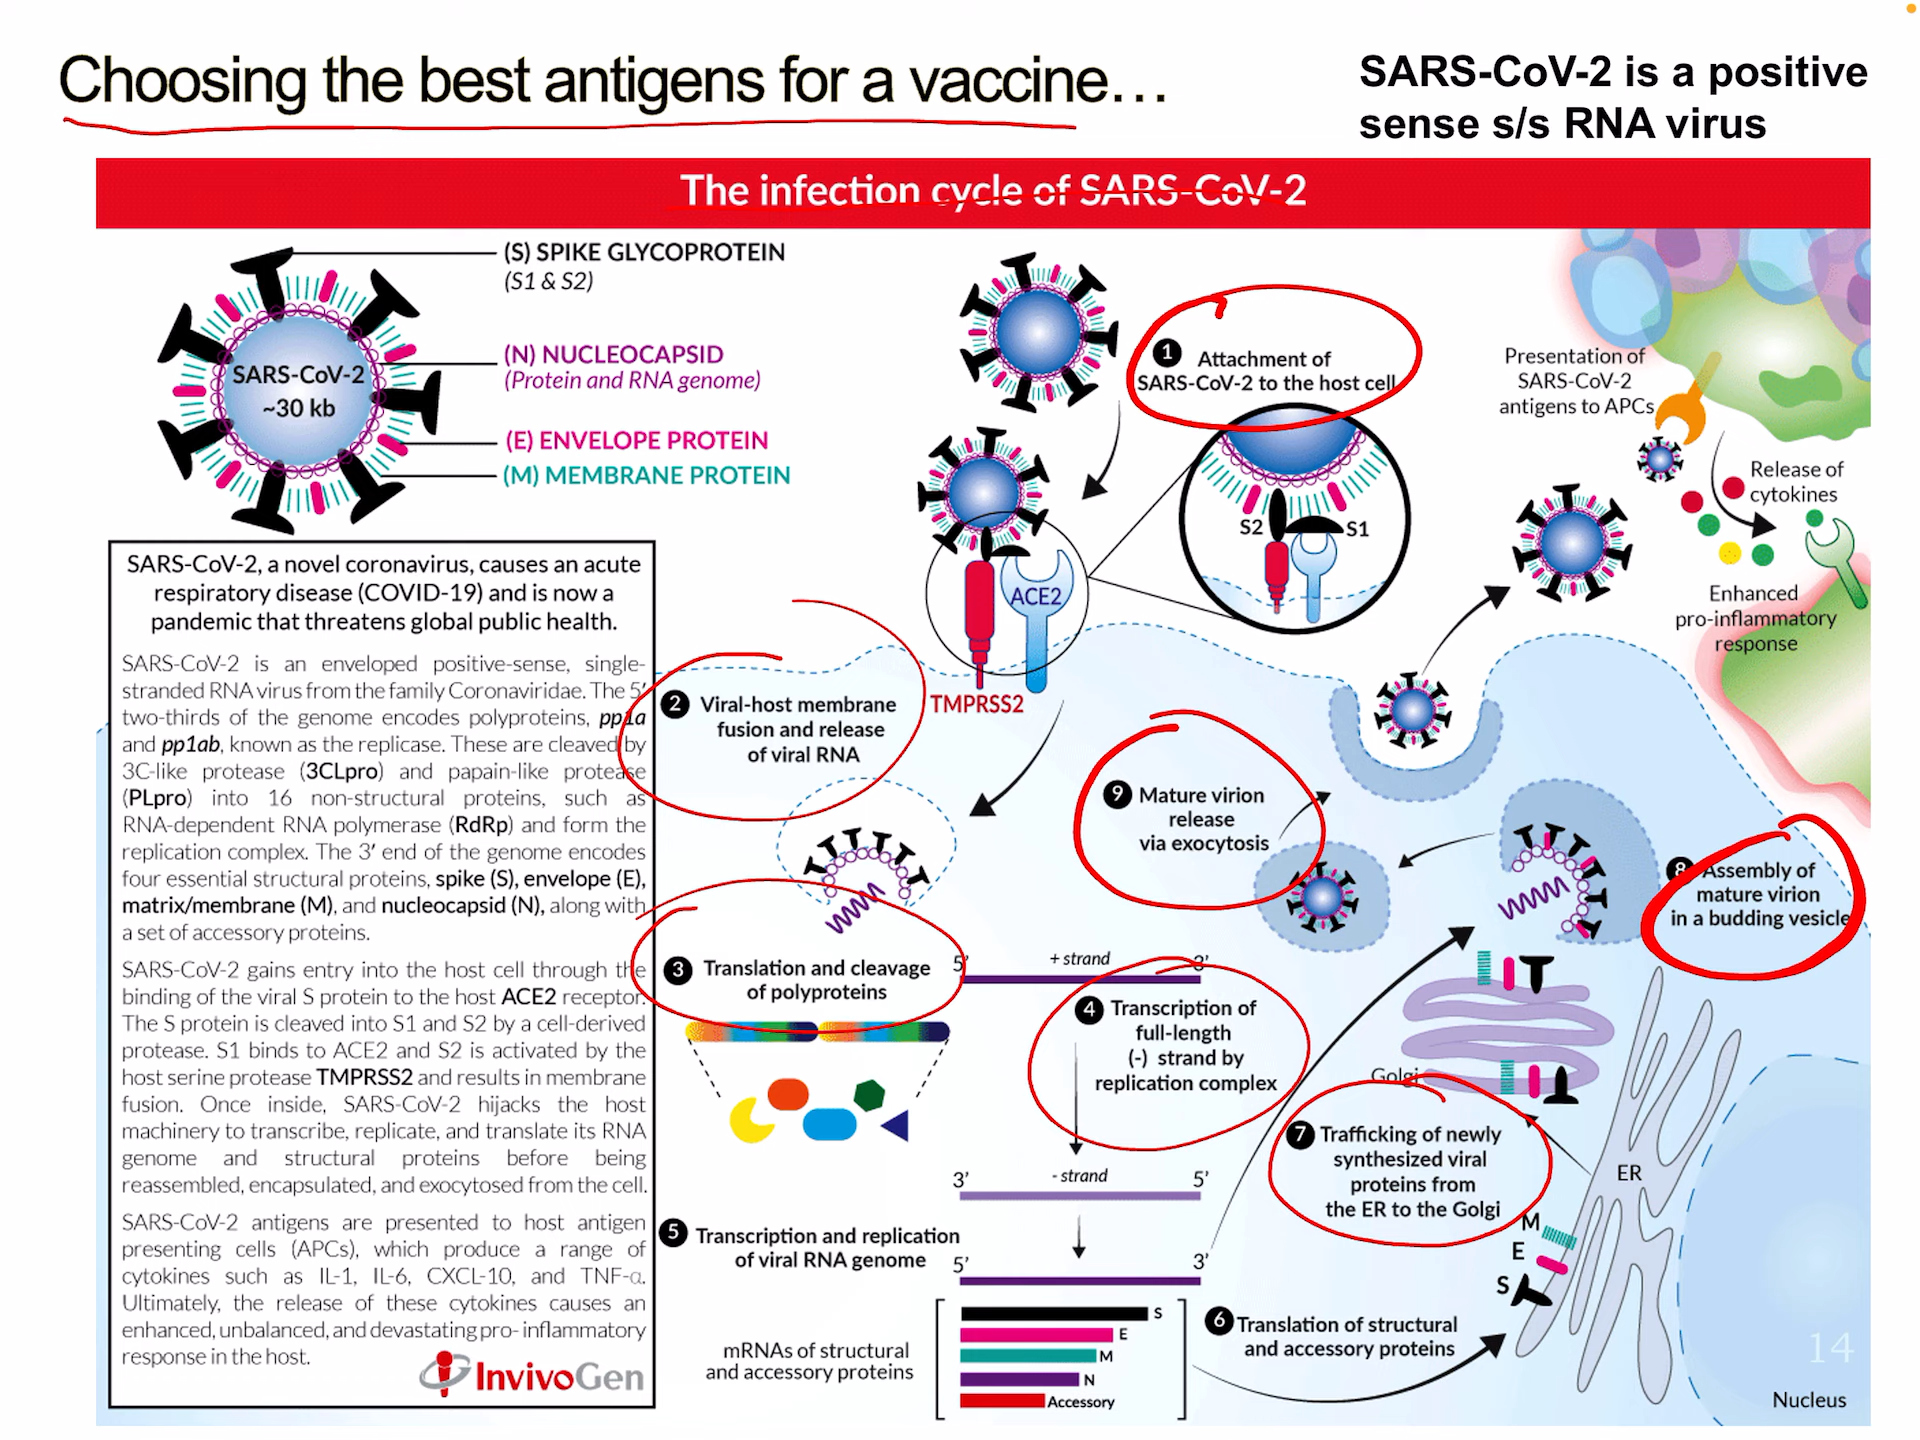 Choosing the best antigens for a vaccine…
SARS-CoV-2 is a positive
sense s/s RNA virus
The infection cycle of SARS-CoV-2
(S) SPIKE GLYCOPROTEIN
(S1 & S2)
(N) NUCLEOCAPSID
(Protein and RNA genome)
(E) ENVELOPE PROTEIN
(M) MEMBRANE PROTEIN
SARS-CoV-2
~30 kb
SARS-CoV-2, a novel coronavirus, causes an acute
respiratory disease (COVID-19) and is now a
pandemic that threatens global public health.
SARS-CoV-2 is an enveloped positive-sense, single-
stranded RNA virus from the family Coronaviridae. The 5’
two-thirds of the genome encodes polyproteins, pp1a
and pp1ab, known as the replicase. These are cleaved by
3C-like protease (3CLpro) and papain-like protease
(PLpro) into 16 non-structural proteins, such as
RNA-dependent RNA polymerase (RdRp) and form the
replication complex. The 3’ end of the genome encodes
four essential structural proteins, spike (S), envelope (E),
matrix/membrane (M), and nucleocapsid (N), along with
a set of accessory proteins.
SARS-CoV-2 gains entry into the host cell through the
binding of the viral S protein to the host ACE2 receptor.
The S protein is cleaved into S1 and S2 by a cell-derived
protease. S1 binds to ACE2 and S2 is activated by the
host serine protease TMPRSS2 and results in membrane
fusion. Once inside, SARS-CoV-2 hijacks the host
machinery to transcribe, replicate, and translate its RNA
genome and structural proteins before being
reassembled, encapsulated, and exocytosed from the cell.
SARS-CoV-2 antigens are presented to host antigen
presenting cells (APCs), which produce a range of
cytokines such as IL-1, IL-6, CXCL-10, and TNF-α.
Ultimately, the release of these cytokines causes an
enhanced, unbalanced, and devastating pro- inflammatory
response in the host.
InvivoGen
1 Attachment of
SARS-CoV-2 to the host cell
S2
S1
ACE2
TMPRSS2
Presentation of
SARS-CoV-2
antigens to APCs
Release of
cytokines
Enhanced
pro-inflammatory
response
2 Viral-host membrane
fusion and release
of viral RNA
3 Translation and cleavage
of polyproteins
5’ + strand 3’
4 Transcription of
full-length
(-) strand by
replication complex
3’ - strand 5’
5 Transcription and replication
of viral RNA genome
5’ 3’
mRNAs of structural
and accessory proteins
S
E
M
N
Accessory
6 Translation of structural
and accessory proteins
M
E
S
ER
7 Trafficking of newly
synthesized viral
proteins from
the ER to the Golgi
Golgi
8 Assembly of
mature virion
in a budding vesicle
9 Mature virion
release
via exocytosis
14
Nucleus